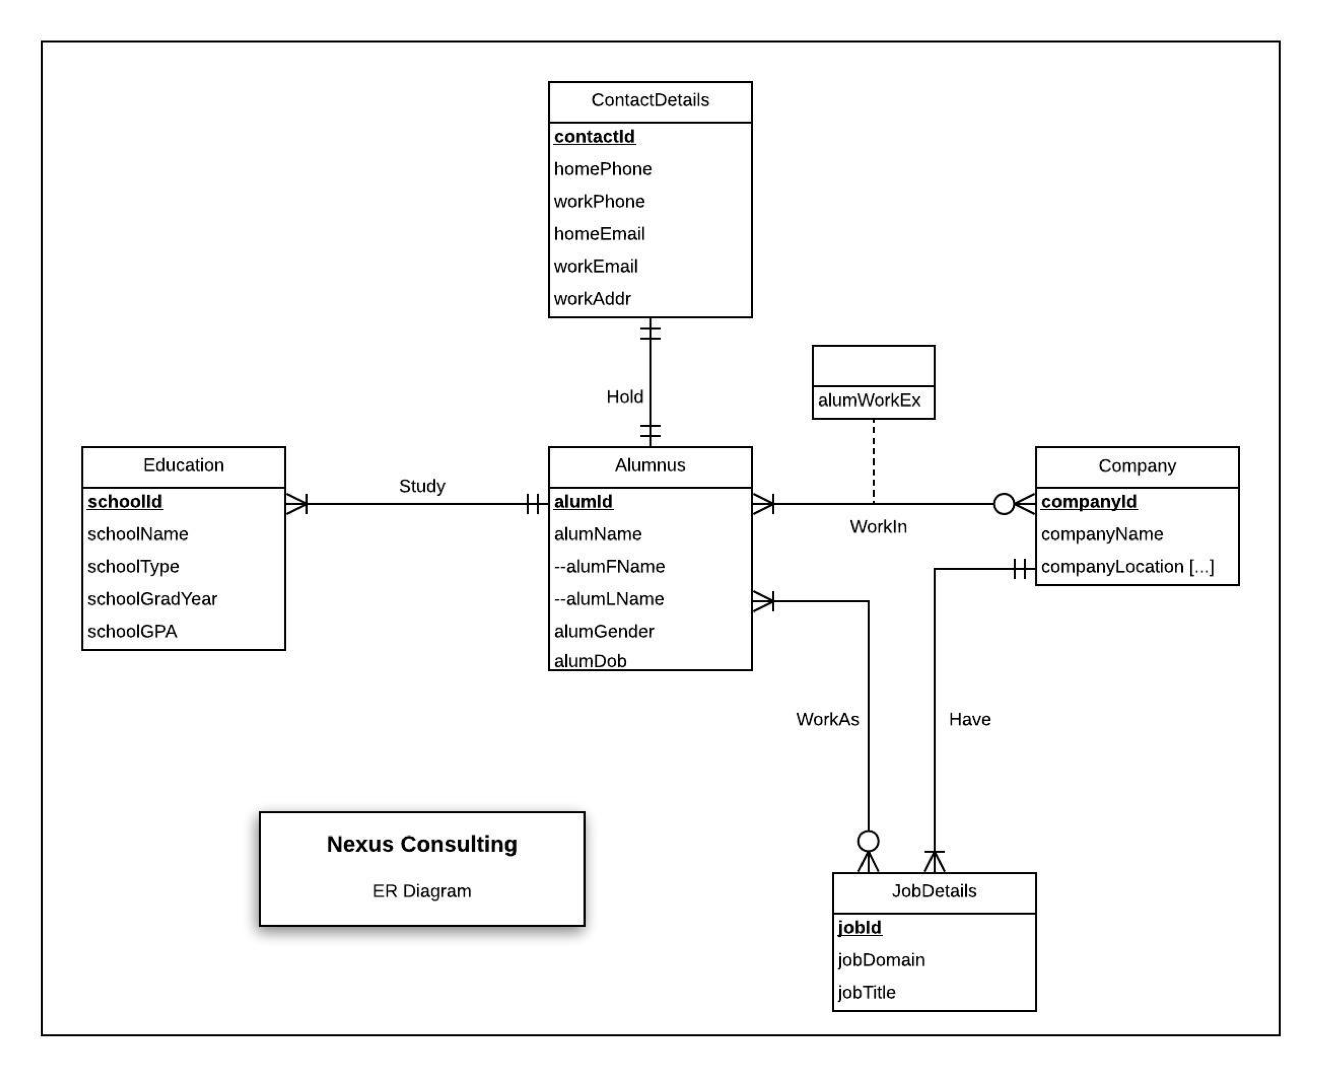 ContactDetails
contactId
homePhone
workPhone
homeEmail
workEmail
workAddr
Hold
alumWorkEx
Education
schoolId
schoolName
schoolType
schoolGradYear
schoolGPA
Study
Alumnus
alumId
alumName
--alumFName
--alumLName
alumGender
alumDob
WorkIn
Company
companyId
companyName
companyLocation [...]
WorkAs
Have
Nexus Consulting
ER Diagram
JobDetails
jobId
jobDomain
jobTitle